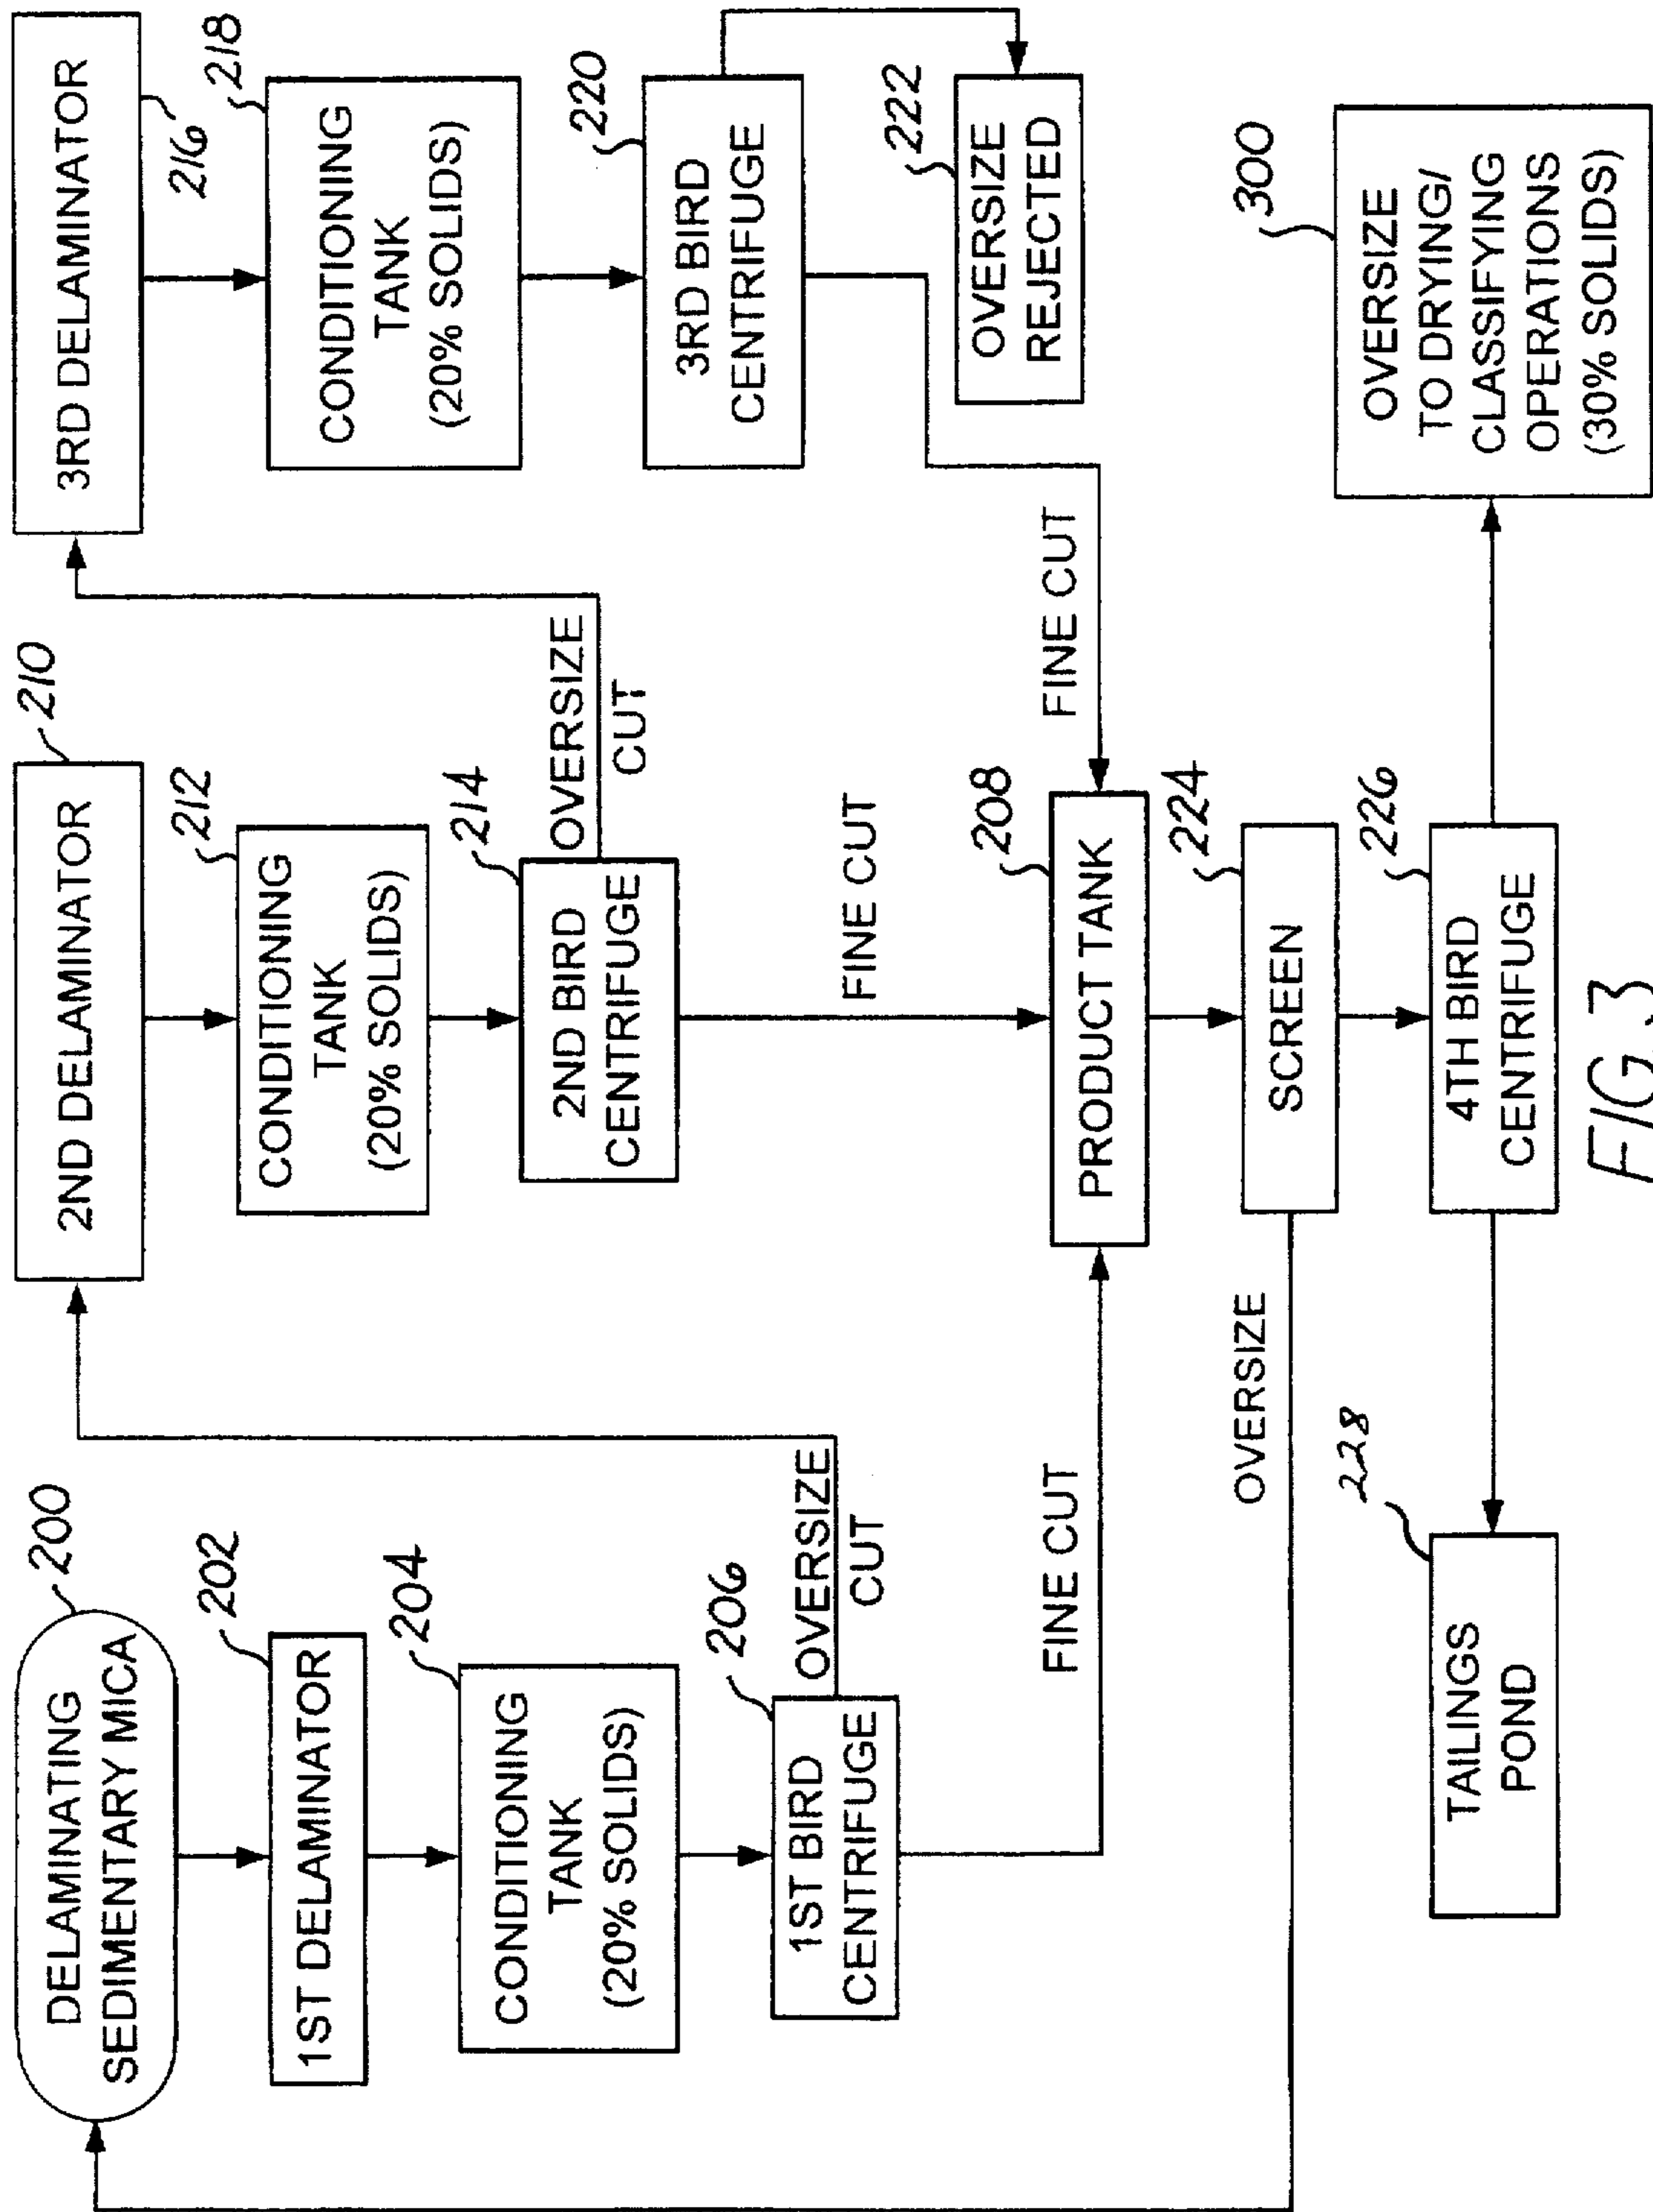 DELAMINATING
SEDIMENTARY MICA
200
1ST DELAMINATOR
202
CONDITIONING
TANK
(20% SOLIDS)
204
1ST BIRD
CENTRIFUGE
206
OVERSIZE
CUT
FINE CUT
2ND DELAMINATOR
210
CONDITIONING
TANK
(20% SOLIDS)
212
2ND BIRD
CENTRIFUGE
214
OVERSIZE
CUT
FINE CUT
3RD DELAMINATOR
216
CONDITIONING
TANK
(20% SOLIDS)
218
3RD BIRD
CENTRIFUGE
220
OVERSIZE
REJECTED
222
FINE CUT
PRODUCT TANK
208
SCREEN
224
OVERSIZE
4TH BIRD
CENTRIFUGE
226
TAILINGS
POND
228
OVERSIZE
TO DRYING/
CLASSIFYING
OPERATIONS
(30% SOLIDS)
300
FIG. 3